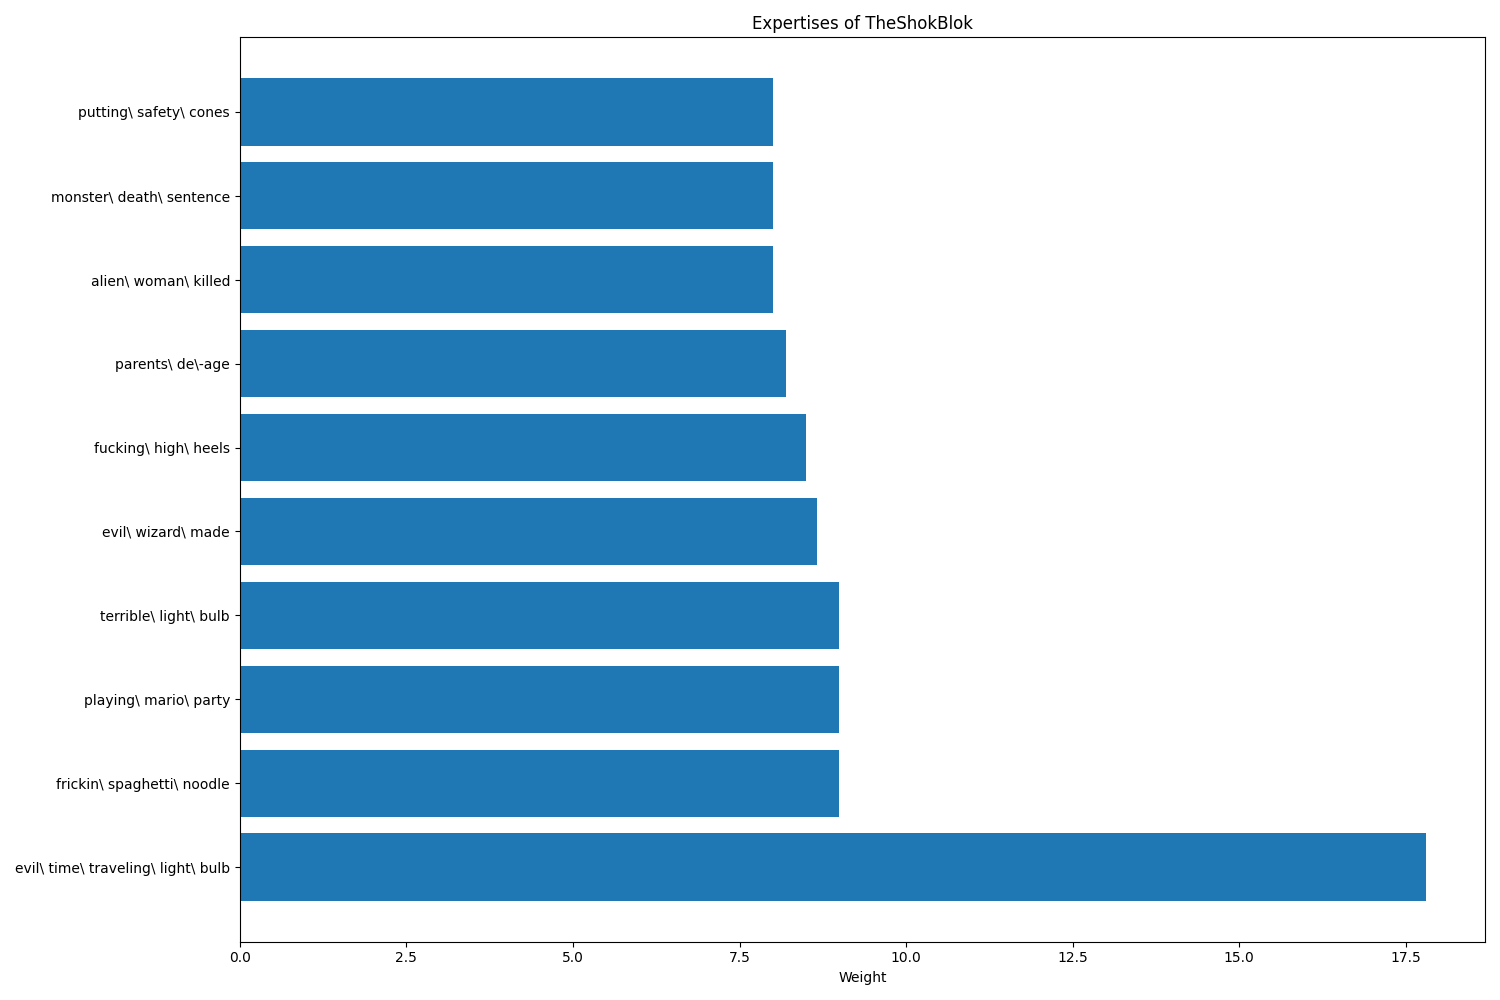 Expertises of TheShokBlok
putting\ safety\ cones
monster\ death\ sentence
alien\ woman\ killed
parents\ de\-age
fucking\ high\ heels
evil\ wizard\ made
terrible\ light\ bulb
playing\ mario\ party
frickin\ spaghetti\ noodle
evil\ time\ traveling\ light\ bulb
0.0 2.5 5.0 7.5 10.0 12.5 15.0 17.5
Weight